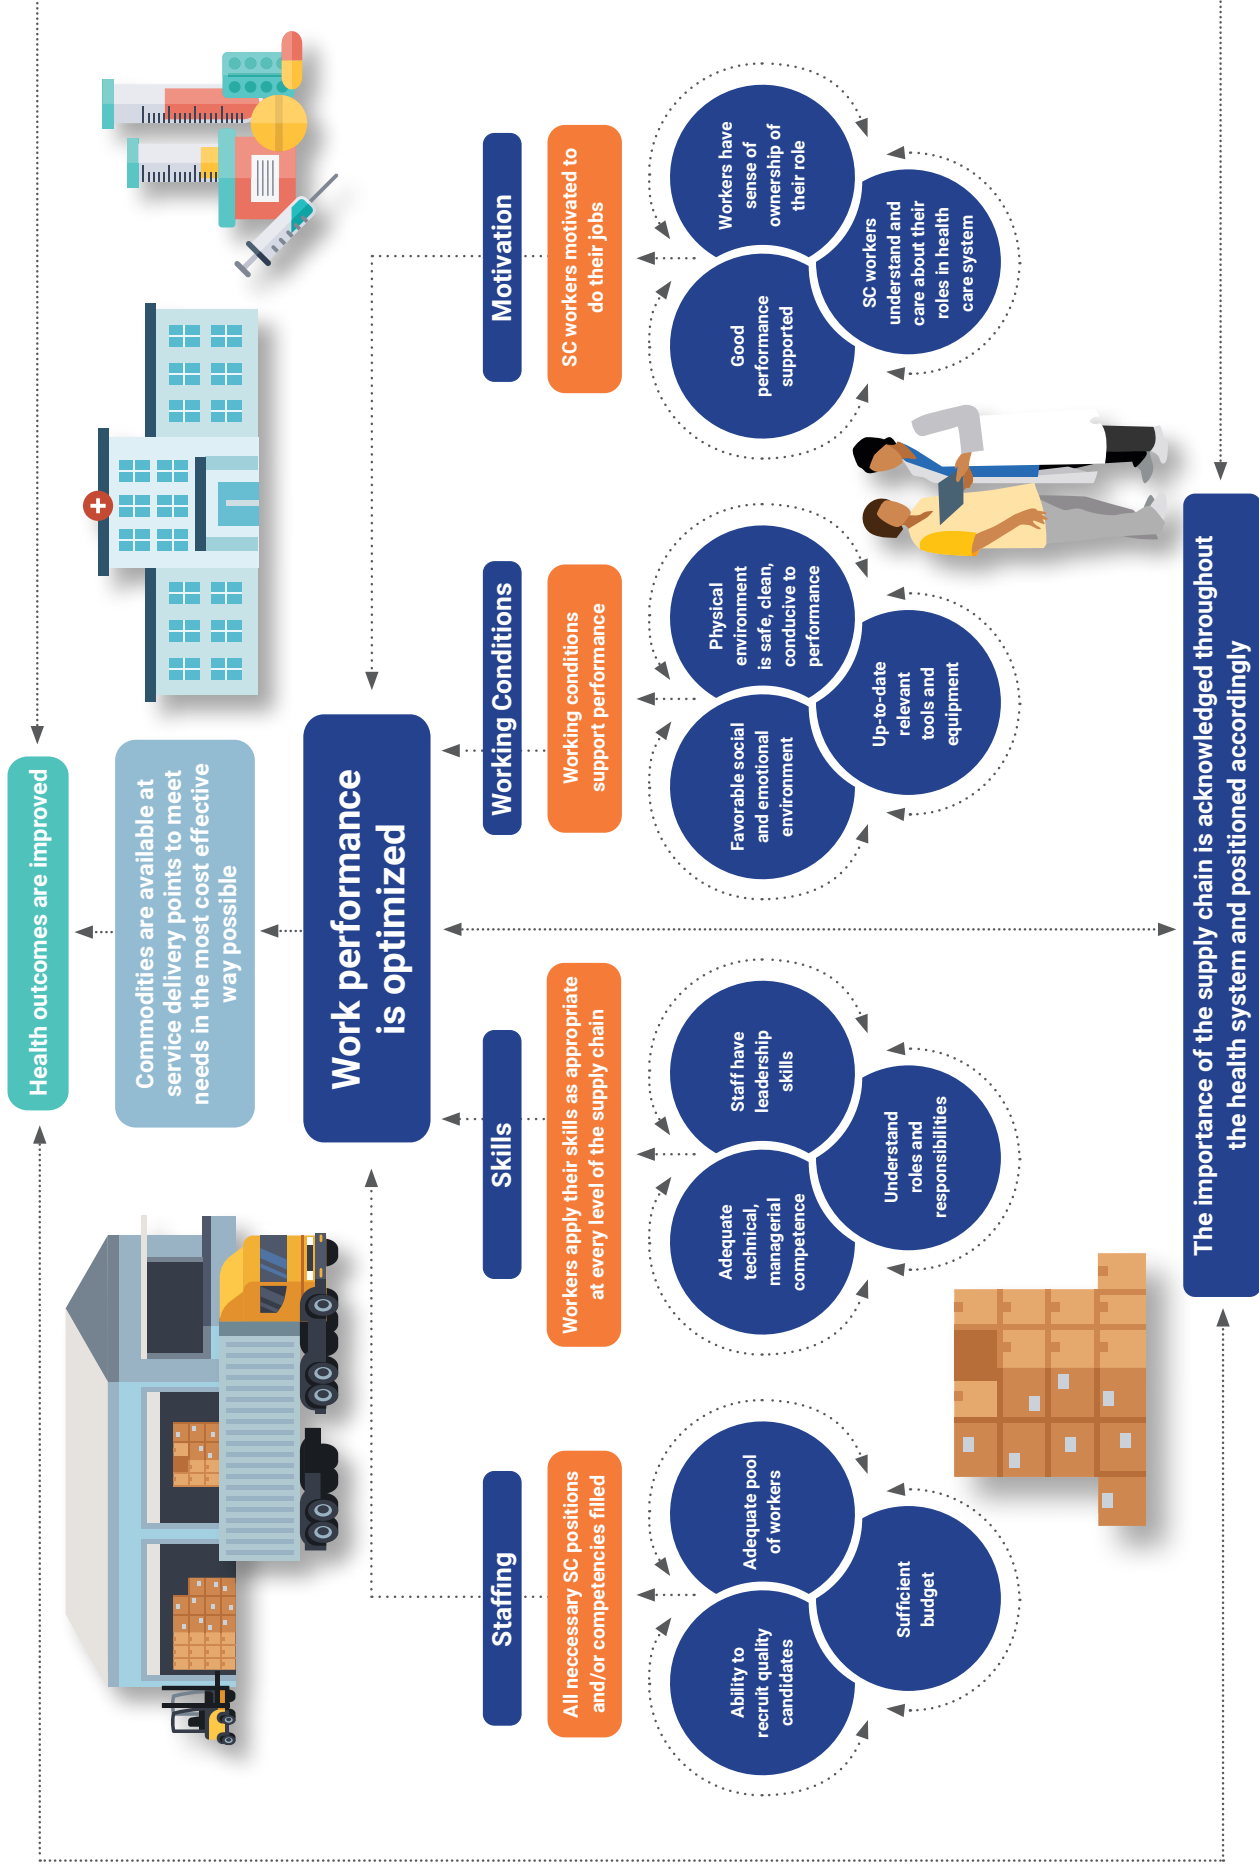 Health outcomes are improved
Commodities are available at
service delivery points to meet
needs in the most cost effective
way possible
Work performance
is optimized
Staffing
All neccessary SC positions
and/or competencies filled
Ability to
recruit quality
candidates
Adequate pool
of workers
Sufficient
budget
Skills
Workers apply their skills as appropriate
at every level of the supply chain
Adequate
technical,
managerial
competence
Staff have
leadership
skills
Understand
roles and
responsibilities
Working Conditions
Working conditions
support performance
Favorable social
and emotional
environment
Physical
environment
is safe, clean,
conducive to
performance
Up-to-date
relevant
tools and
equipment
Motivation
SC workers motivated to
do their jobs
Good
performance
supported
Workers have
sense of
ownership of
their role
SC workers
understand and
care about their
roles in health
care system
The importance of the supply chain is acknowledged throughout
the health system and positioned accordingly